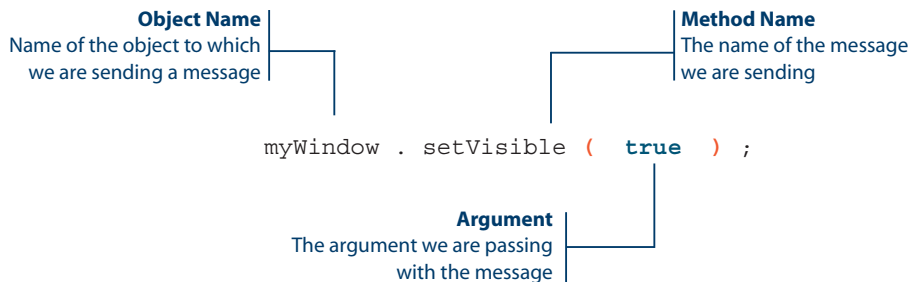 Object Name
Name of the object to which
we are sending a message
Method Name
The name of the message
we are sending
myWindow . setVisible ( true ) ;
Argument
The argument we are passing
with the message